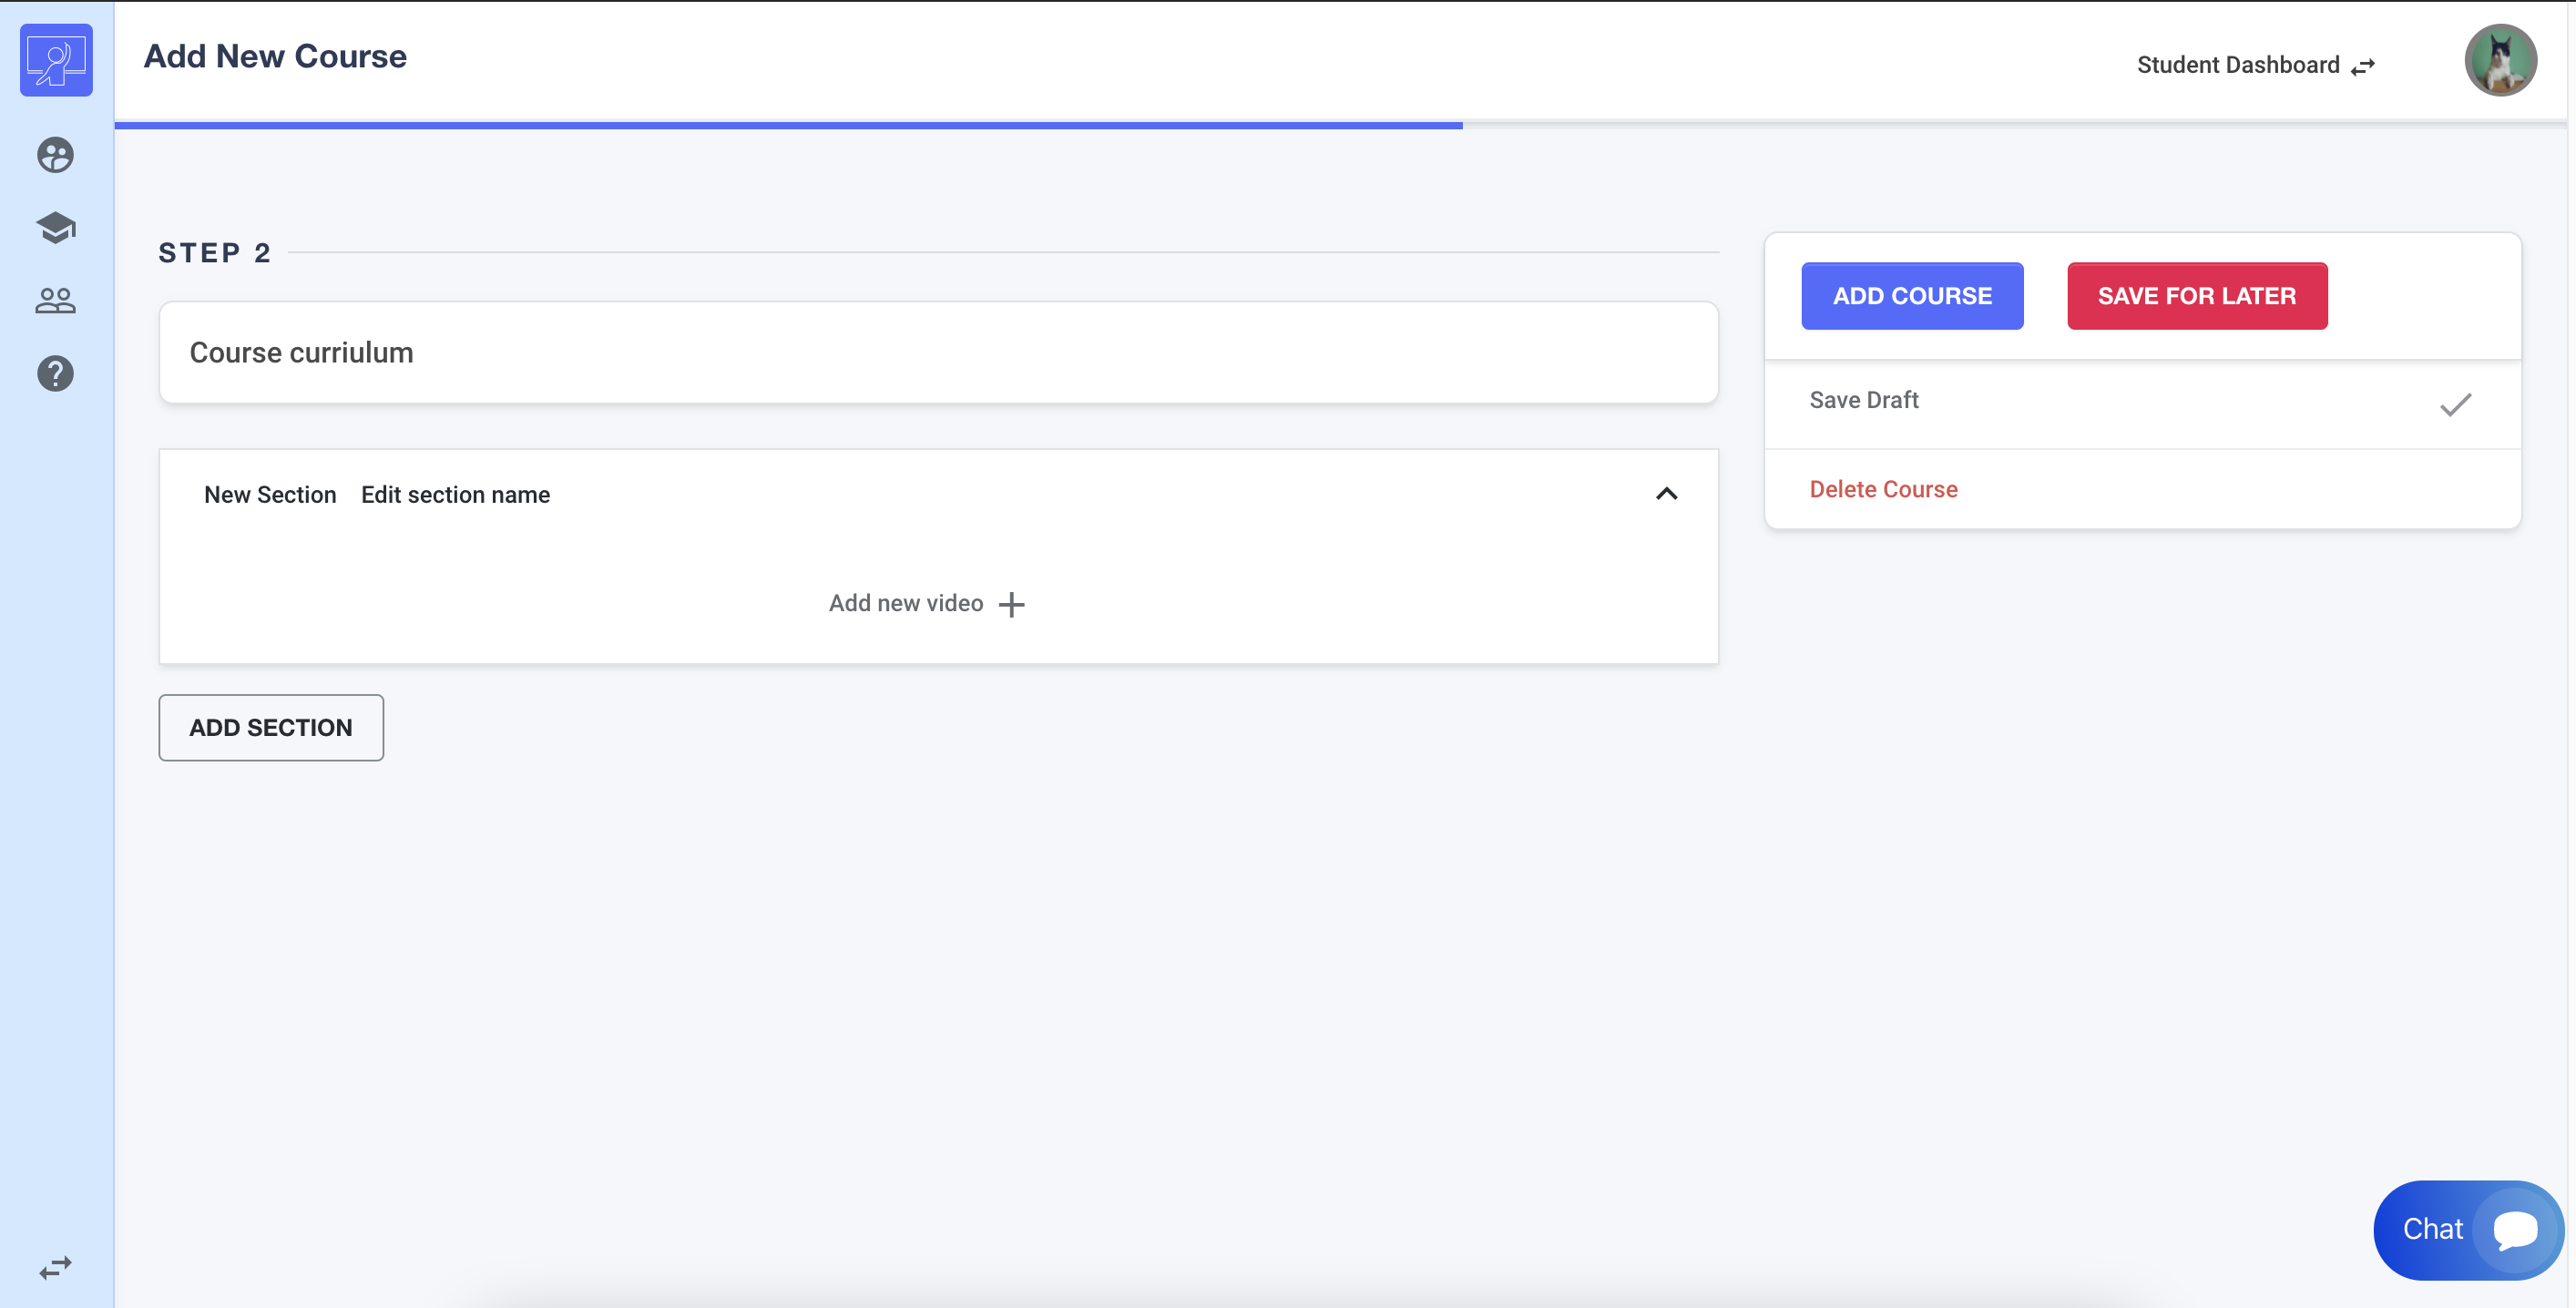 Add New Course
Student Dashboard
STEP 2
ADD COURSE
SAVE FOR LATER
Course curriulum
Save Draft
Delete Course
New Section Edit section name
Add new video
ADD SECTION
Chat